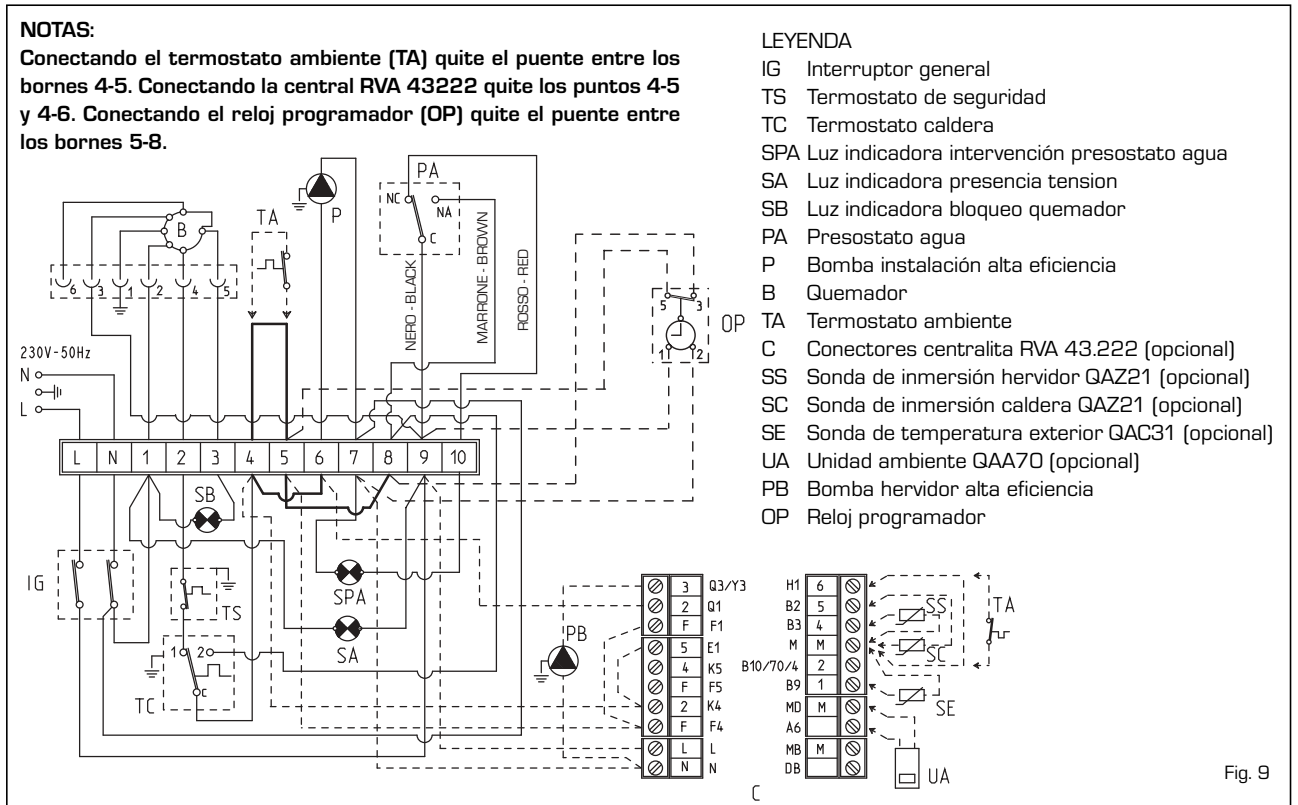 NOTAS:
Conectando el termostato ambiente (TA) quite el puente entre los
bornes 4-5. Conectando la central RVA 43222 quite los puntos 4-5
y 4-6. Conectando el reloj programador (OP) quite el puente entre
los bornes 5-8.
LEYENDA
IG Interruptor general
TS Termostato de seguridad
TC Termostato caldera
SPA Luz indicadora intervención presostato agua
SA Luz indicadora presencia tension
SB Luz indicadora bloqueo quemador
PA Presostato agua
P Bomba instalación alta eficiencia
B Quemador
TA Termostato ambiente
C Conectores centralita RVA 43.222 (opcional)
SS Sonda de inmersión hervidor QAZ21 (opcional)
SC Sonda de inmersión caldera QAZ21 (opcional)
SE Sonda de temperatura exterior QAC31 (opcional)
UA Unidad ambiente QAA70 (opcional)
PB Bomba hervidor alta eficiencia
OP Reloj programador
B
6 3 1 2 4 5
TA
P
PA
NC
NA
C
NERO - BLACK
MARRONE - BROWN
ROSSO - RED
5 3
1 2
OP
230V-50Hz
N
L
L N 1 2 3 4 5 6 7 8 9 10
SB
IG
TS
SPA
SA
1 2
C
TC
PB
3 Q3/Y3
2 Q1
F F1
5 E1
4 K5
F F5
2 K4
F F4
L L
N N
H1 6
B2 5
B3 4
M M
B10/70/4 2
B9 1
MD M
A6
MB M
DB
SS
SC
SE
TA
UA
C
Fig. 9